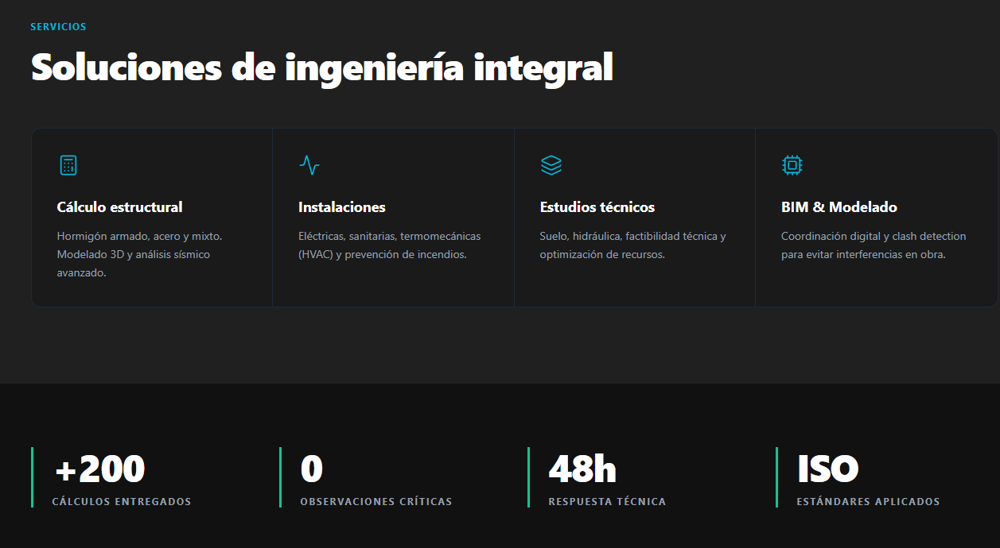 SERVICIOS
Soluciones de ingeniería integral
Cálculo estructural
Hormigón armado, acero y mixto.
Modelado 3D y análisis sísmico
avanzado.
Instalaciones
Eléctricas, sanitarias, termomecánicas
(HVAC) y prevención de incendios.
Estudios técnicos
Suelo, hidráulica, factibilidad técnica y
optimización de recursos.
BIM & Modelado
Coordinación digital y clash detection
para evitar interferencias en obra.
+200
CÁLCULOS ENTREGADOS
0
OBSERVACIONES CRÍTICAS
48h
RESPUESTA TÉCNICA
ISO
ESTÁNDARES APLICADOS